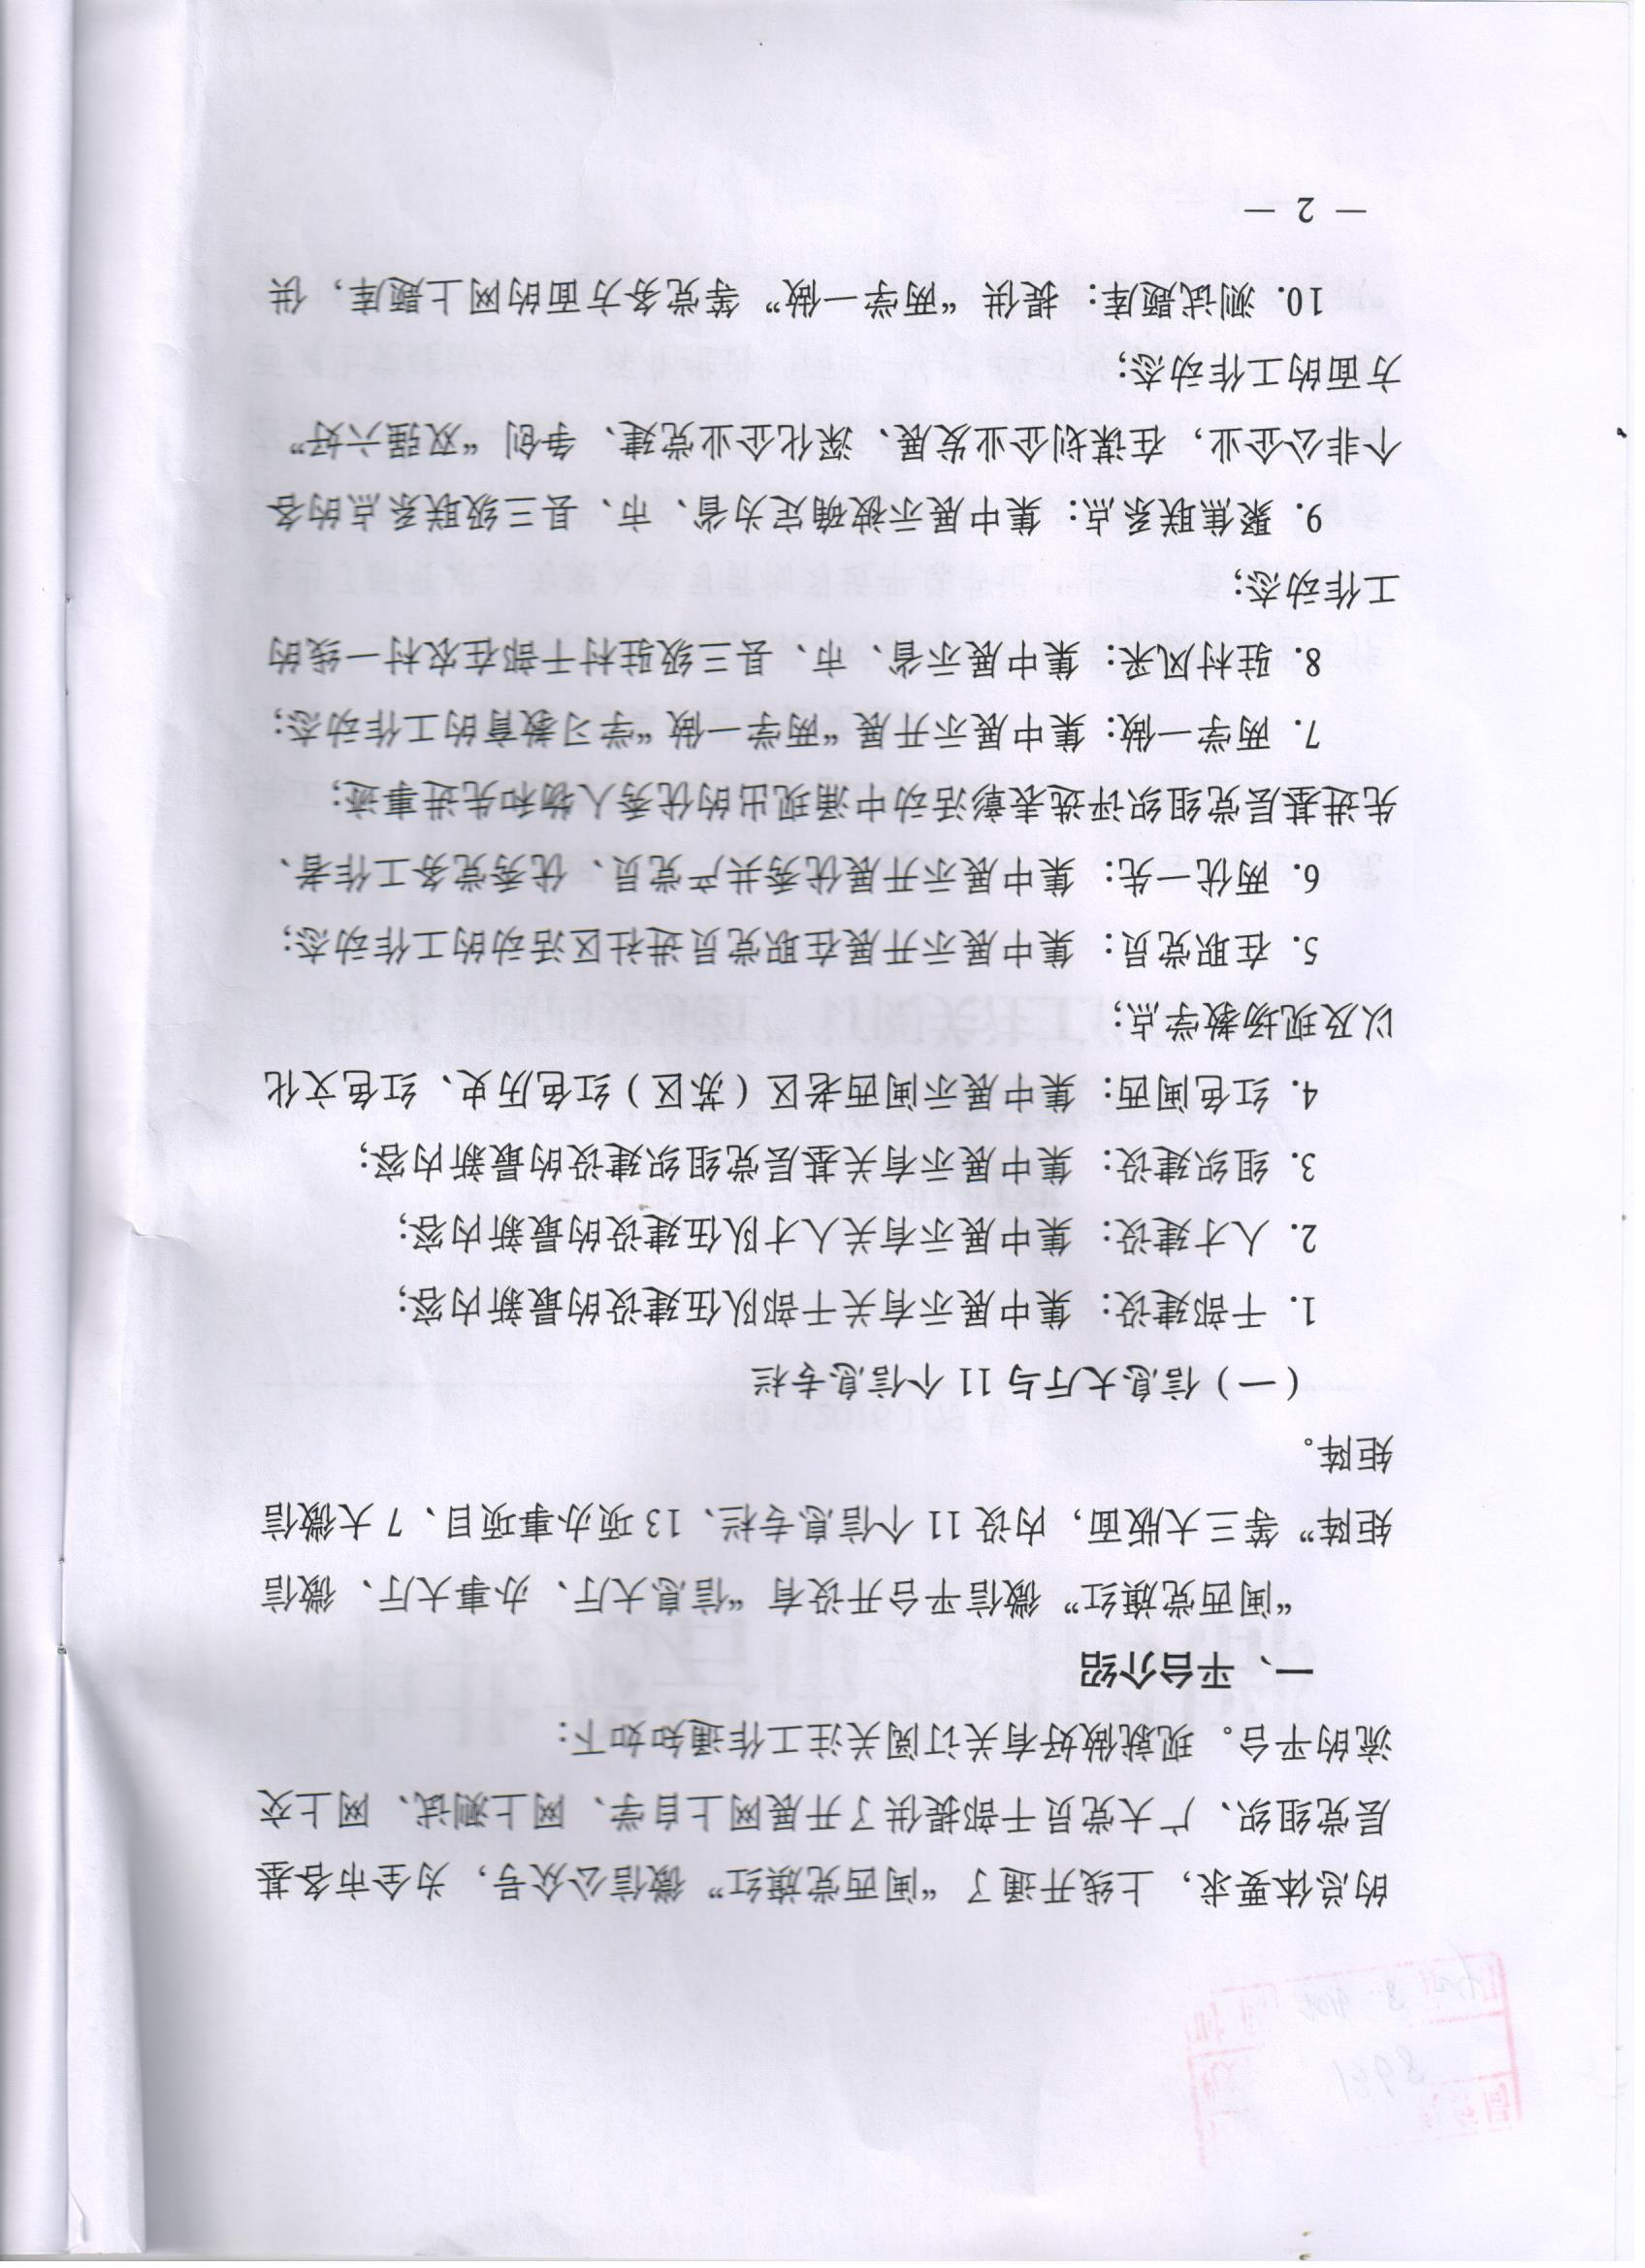 的总体要求，上线开通了“闽西党旗红”微信公众号，为全市各基
层党组织、广大党员干部提供了开展网上自学、网上测试、网上交
流的平台。现就做好有关订阅关注工作通知如下：
一、平台介绍
“闽西党旗红”微信平台开设有“信息大厅、办事大厅、微信
矩阵”等三大版面，内设 11 个信息专栏、13 项办事项目、7 大微信
矩阵。
（一）信息大厅与 11 个信息专栏
1. 干部建设：集中展示有关干部队伍建设的最新内容；
2. 人才建设：集中展示有关人才队伍建设的最新内容；
3. 组织建设：集中展示有关基层党组织建设的最新内容；
4. 红色闽西：集中展示闽西老区（苏区）红色历史、红色文化
以及现场教学点；
5. 在职党员：集中展示开展在职党员进社区活动的工作动态；
6. 两优一先：集中展示开展优秀共产党员、优秀党务工作者、
先进基层党组织评选表彰活动中涌现出的优秀人物和先进事迹；
7. 两学一做：集中展示开展“两学一做“学习教育的工作动态；
8. 驻村风采：集中展示省、市、县三级驻村干部在农村一线的
工作动态；
9. 聚焦联系点：集中展示被确定为省、市、县三级联系点的各
个非公企业，在谋划企业发展、深化企业党建、争创“双强六好”
方面的工作动态；
10. 测试题库：提供“两学一做”等党务方面的网上题库，供
— 2 —